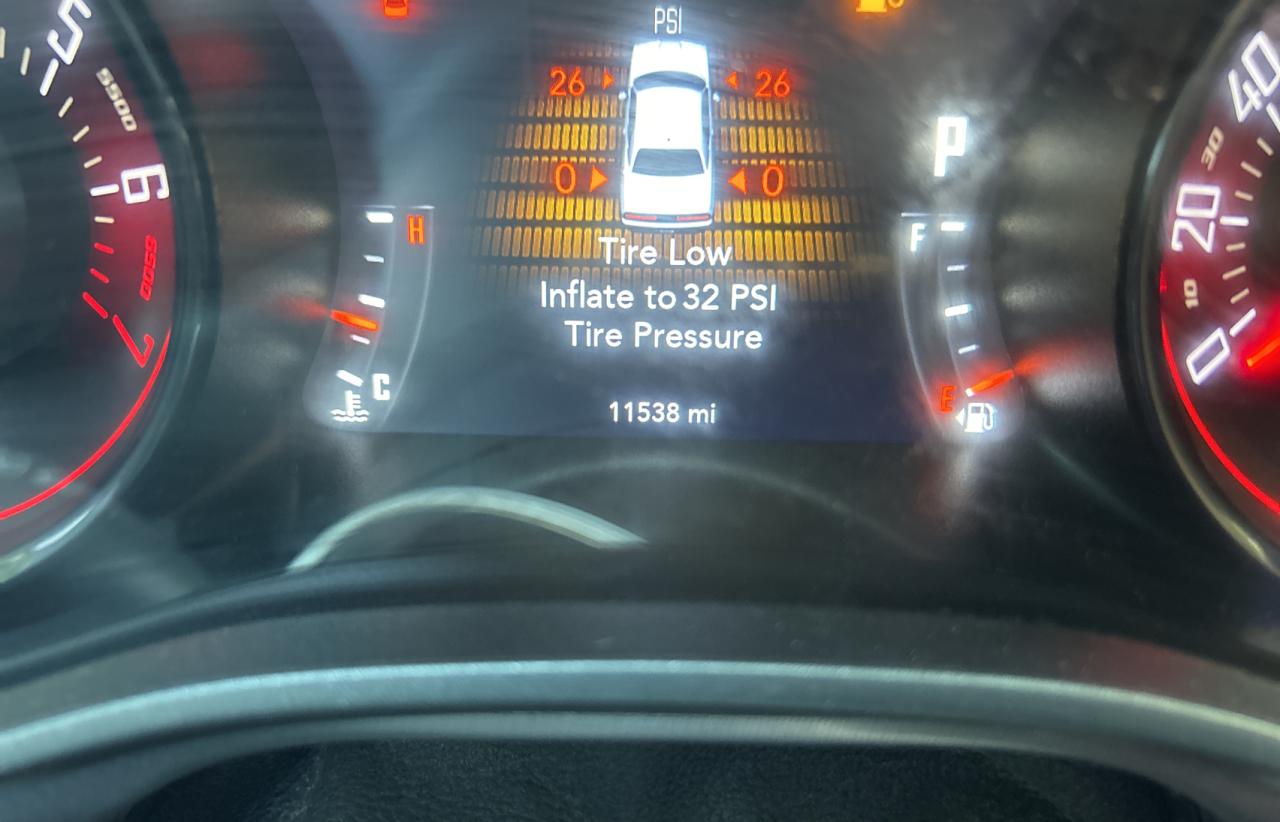 PSI
26 26
0 0
Tire Low
Inflate to 32 PSI
Tire Pressure
11538 mi
P
H
C
F
E
5
5500
6
6500
7
40
30
20
10
0